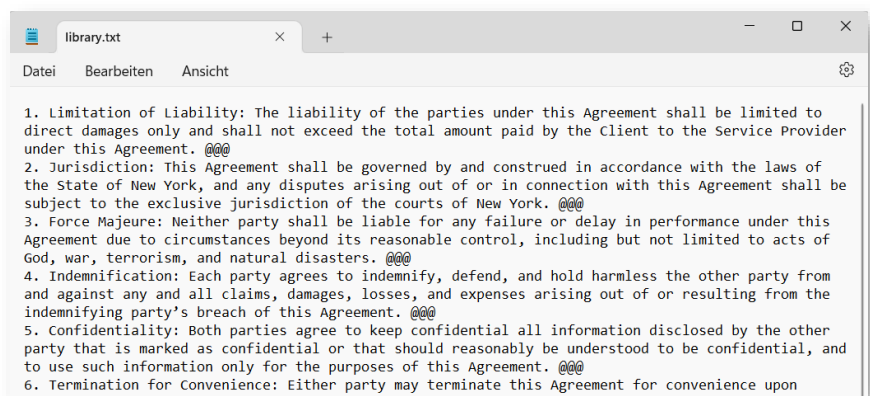 library.txt
Datei Bearbeiten Ansicht
1. Limitation of Liability: The liability of the parties under this Agreement shall be limited to
direct damages only and shall not exceed the total amount paid by the Client to the Service Provider
under this Agreement. @@@
2. Jurisdiction: This Agreement shall be governed by and construed in accordance with the laws of
the State of New York, and any disputes arising out of or in connection with this Agreement shall be
subject to the exclusive jurisdiction of the courts of New York. @@@
3. Force Majeure: Neither party shall be liable for any failure or delay in performance under this
Agreement due to circumstances beyond its reasonable control, including but not limited to acts of
God, war, terrorism, and natural disasters. @@@
4. Indemnification: Each party agrees to indemnify, defend, and hold harmless the other party from
and against any and all claims, damages, losses, and expenses arising out of or resulting from the
indemnifying party’s breach of this Agreement. @@@
5. Confidentiality: Both parties agree to keep confidential all information disclosed by the other
party that is marked as confidential or that should reasonably be understood to be confidential, and
to use such information only for the purposes of this Agreement. @@@
6. Termination for Convenience: Either party may terminate this Agreement for convenience upon